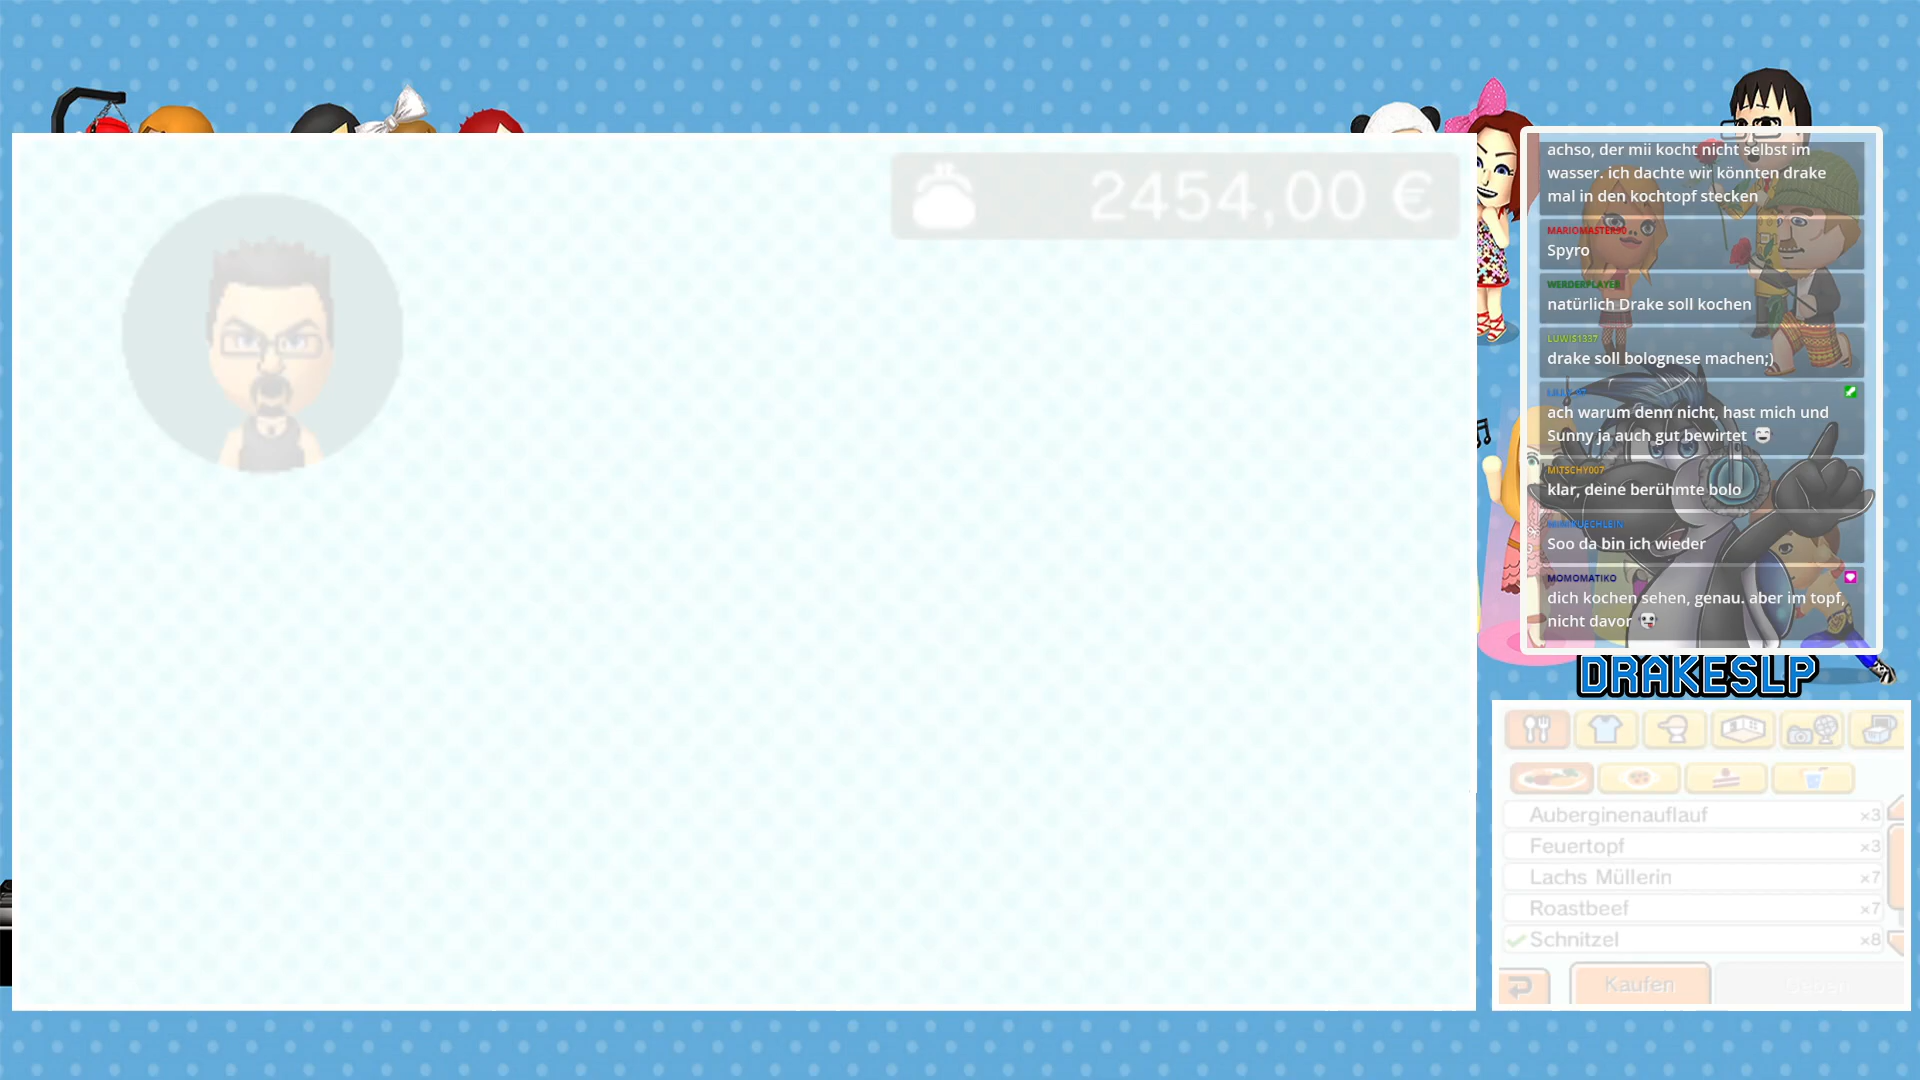 2454,00 €
achso, der mii kocht nicht selbst im
wasser. ich dachte wir könnten drake
mal in den kochtopf stecken
MARIOMASTER90
Spyro
WERDERPLAYER
natürlich Drake soll kochen
LUWIS1337
drake soll bolognese machen;)
ach warum denn nicht, hast mich und
Sunny ja auch gut bewirtet
MITSCHY007
klar, deine berühmte bolo
Soo da bin ich wieder
MOMOMATIKO
dich kochen sehen, genau. aber im topf,
nicht davor
DRAKESLP
Auberginenauflauf ×3
Feuertopf ×3
Lachs Müllerin ×7
Roastbeef ×7
Schnitzel ×8
Kaufen Geben